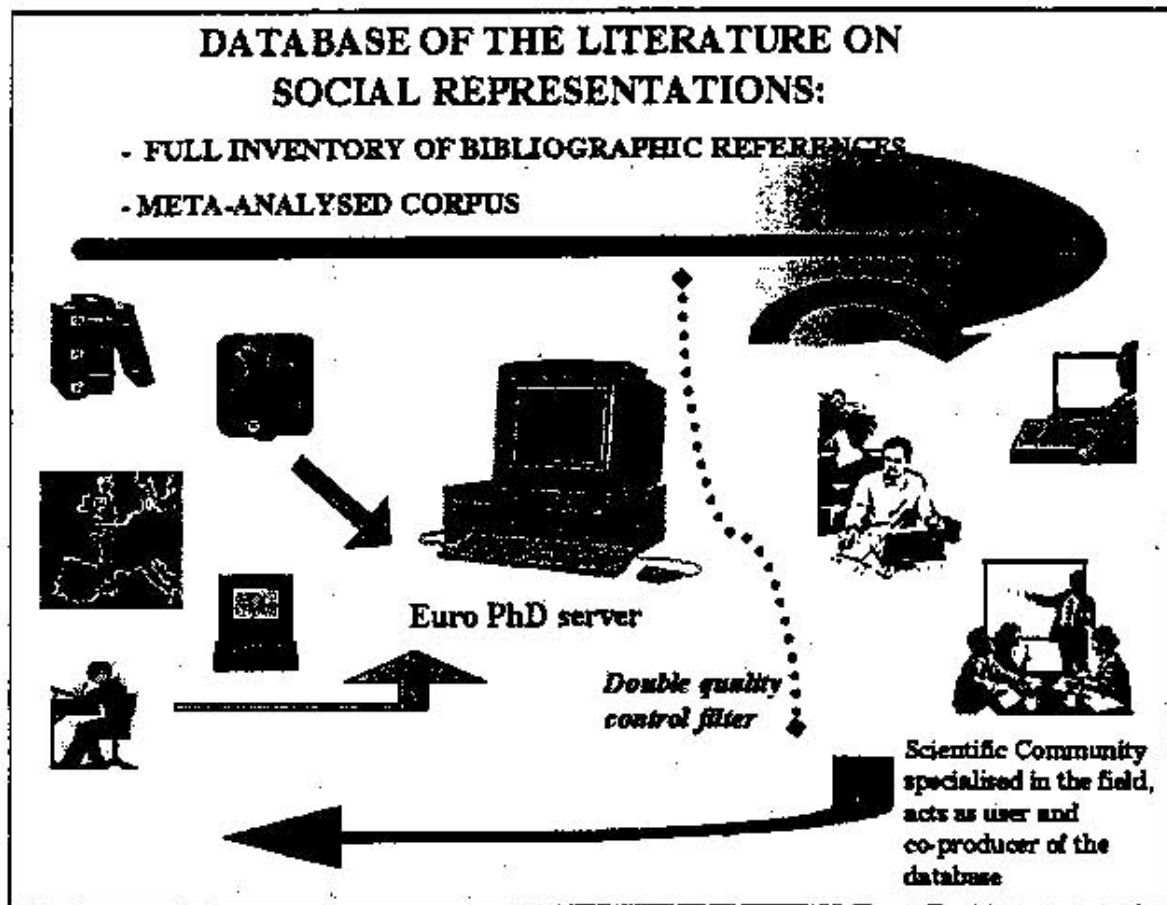 DATABASE OF THE LITERATURE ON
SOCIAL REPRESENTATIONS:
- FULL INVENTORY OF BIBLIOGRAPHIC REFERENCES
- META-ANALYSED CORPUS
Euro PhD server
Double quality
control filter
Scientific Community
specialised in the field,
acts as user and
co-producer of the
database